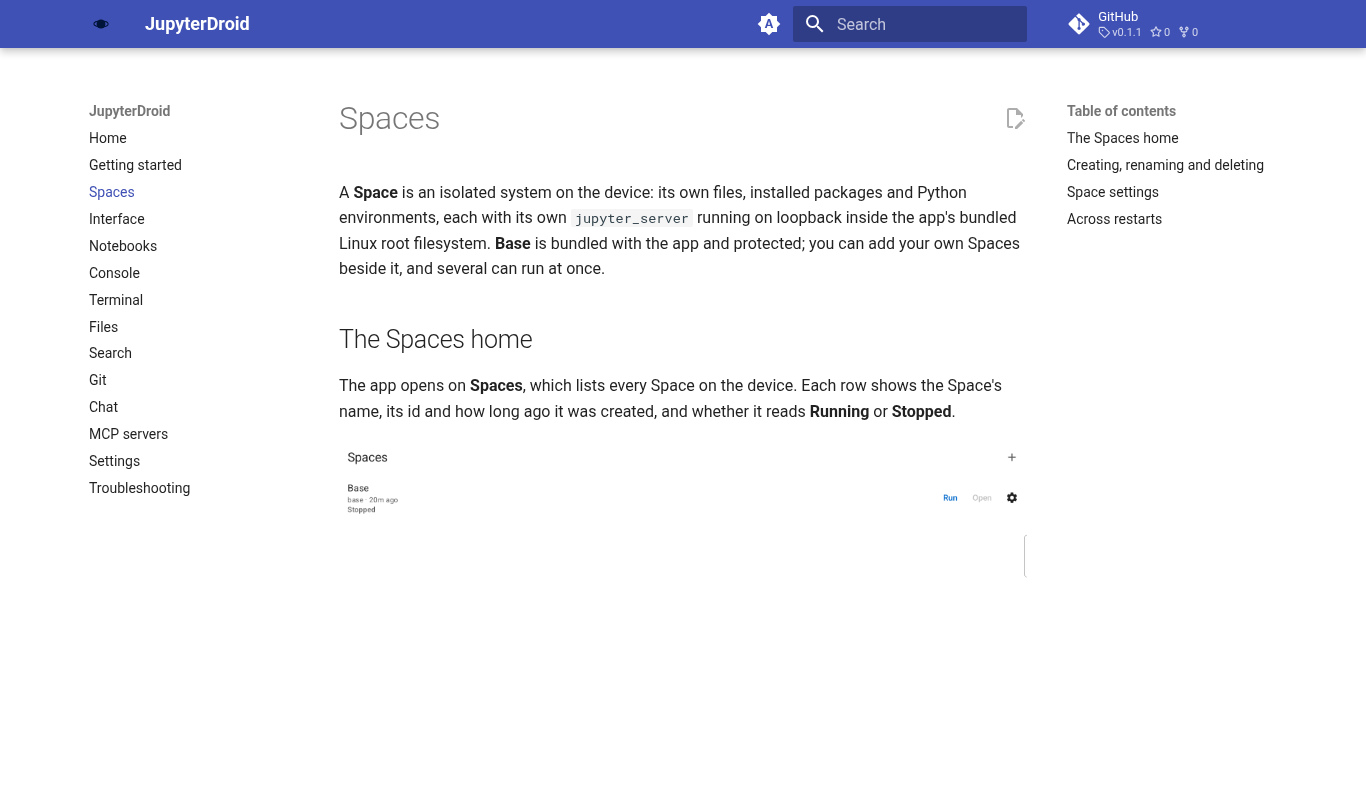 JupyterDroid
Search
GitHub
v0.1.1 0 0
JupyterDroid
Home
Getting started
Spaces
Interface
Notebooks
Console
Terminal
Files
Search
Git
Chat
MCP servers
Settings
Troubleshooting
Spaces
A Space is an isolated system on the device: its own files, installed packages and Python
environments, each with its own jupyter_server running on loopback inside the app's bundled
Linux root filesystem. Base is bundled with the app and protected; you can add your own Spaces
beside it, and several can run at once.
The Spaces home
The app opens on Spaces, which lists every Space on the device. Each row shows the Space's
name, its id and how long ago it was created, and whether it reads Running or Stopped.
Spaces +
Base
base · 20m ago
Stopped
Run Open
Table of contents
The Spaces home
Creating, renaming and deleting
Space settings
Across restarts